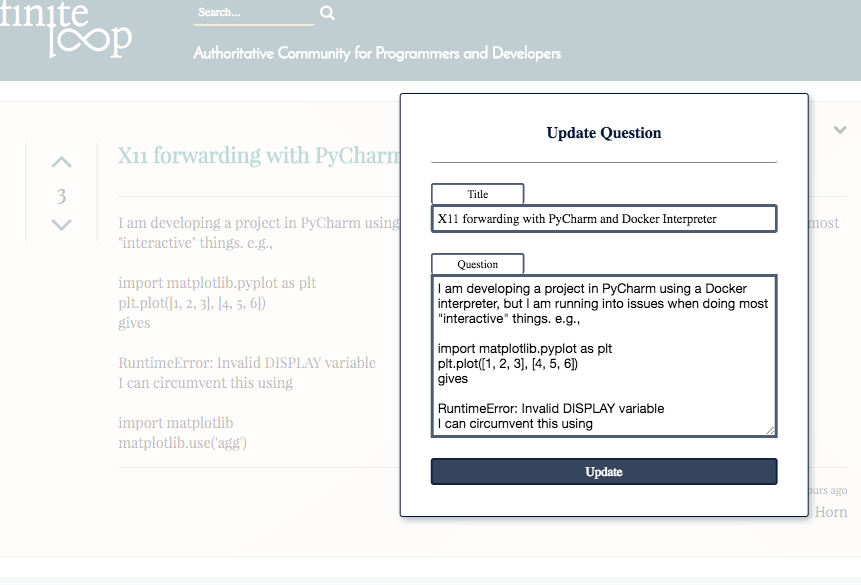 finite
loop
Search...
Authoritative Community for Programmers and Developers
X11 forwarding with PyCharm
3
I am developing a project in PyCharm using
most
"interactive" things. e.g.,
import matplotlib.pyplot as plt
plt.plot([1, 2, 3], [4, 5, 6])
gives
RuntimeError: Invalid DISPLAY variable
I can circumvent this using
import matplotlib
matplotlib.use('agg')
ours ago
Horn
Update Question
Title
X11 forwarding with PyCharm and Docker Interpreter
Question
I am developing a project in PyCharm using a Docker
interpreter, but I am running into issues when doing most
"interactive" things. e.g.,
import matplotlib.pyplot as plt
plt.plot([1, 2, 3], [4, 5, 6])
gives
RuntimeError: Invalid DISPLAY variable
I can circumvent this using
Update